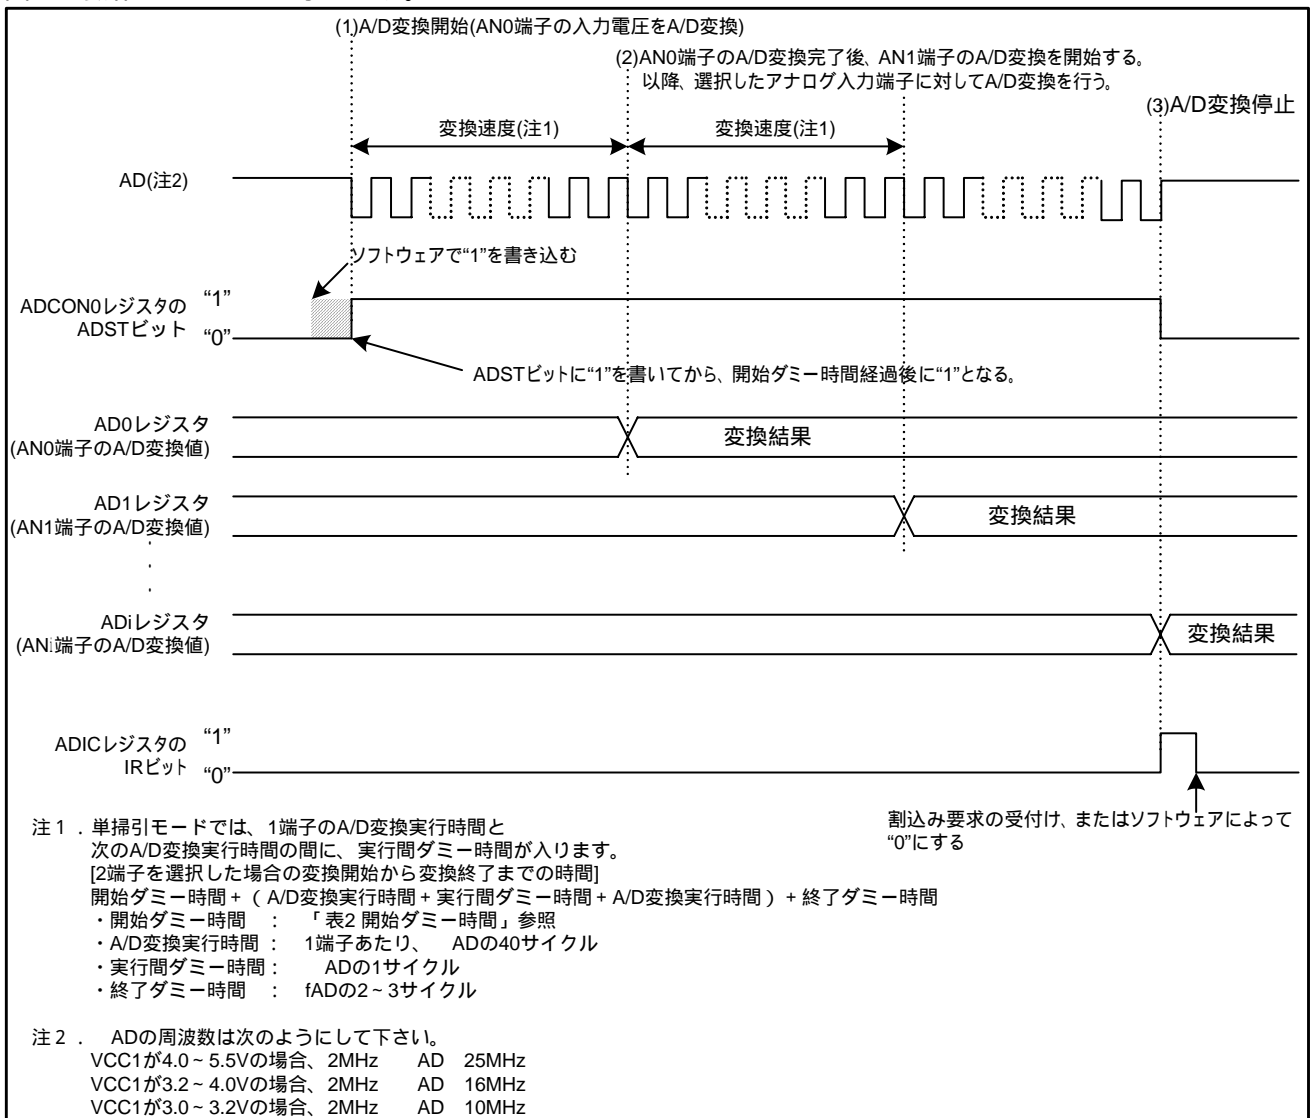 (1)A/D変換開始(AN0端子の入力電圧をA/D変換)
(2)AN0端子のA/D変換完了後、AN1端子のA/D変換を開始する。
以降、選択したアナログ入力端子に対してA/D変換を行う。
(3)A/D変換停止
変換速度(注1)
変換速度(注1)
AD(注2)
ソフトウェアで“1”を書き込む
ADCON0レジスタの
ADSTビット
“1”
“0”
ADSTビットに“1”を書いてから、開始ダミー時間経過後に“1”となる。
AD0レジスタ
(AN0端子のA/D変換値)
変換結果
AD1レジスタ
(AN1端子のA/D変換値)
変換結果
ADiレジスタ
(ANi端子のA/D変換値)
変換結果
ADICレジスタの
IRビット
“1”
“0”
割込み要求の受付け、またはソフトウェアによって
“0”にする
注1．単掃引モードでは、1端子のA/D変換実行時間と
次のA/D変換実行時間の間に、実行間ダミー時間が入ります。
[2端子を選択した場合の変換開始から変換終了までの時間]
開始ダミー時間+（A/D変換実行時間+実行間ダミー時間+A/D変換実行時間）+終了ダミー時間
・開始ダミー時間 ： 「表2 開始ダミー時間」参照
・A/D変換実行時間： 1端子あたり、 ADの40サイクル
・実行間ダミー時間： ADの1サイクル
・終了ダミー時間 ： fADの2~3サイクル
注2． ADの周波数は次のようにして下さい。
VCC1が4.0~5.5Vの場合、2MHz AD 25MHz
VCC1が3.2~4.0Vの場合、2MHz AD 16MHz
VCC1が3.0~3.2Vの場合、2MHz AD 10MHz